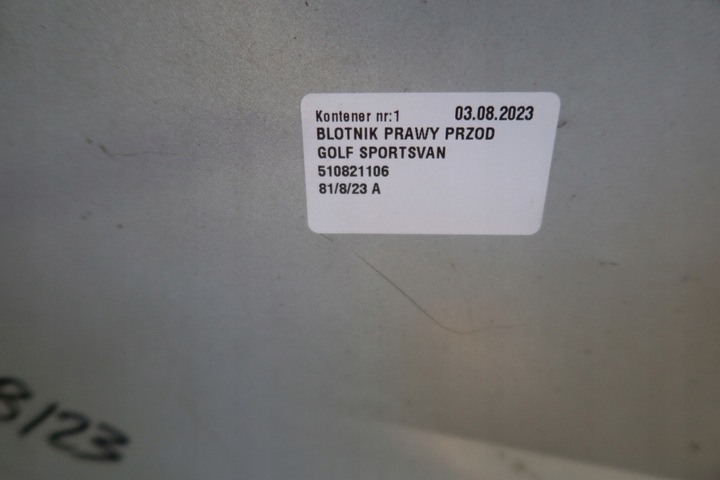 Kontener nr:1 03.08.2023
BLOTNIK PRAWY PRZOD
GOLF SPORTSVAN
510821106
81/8/23 A
8/23